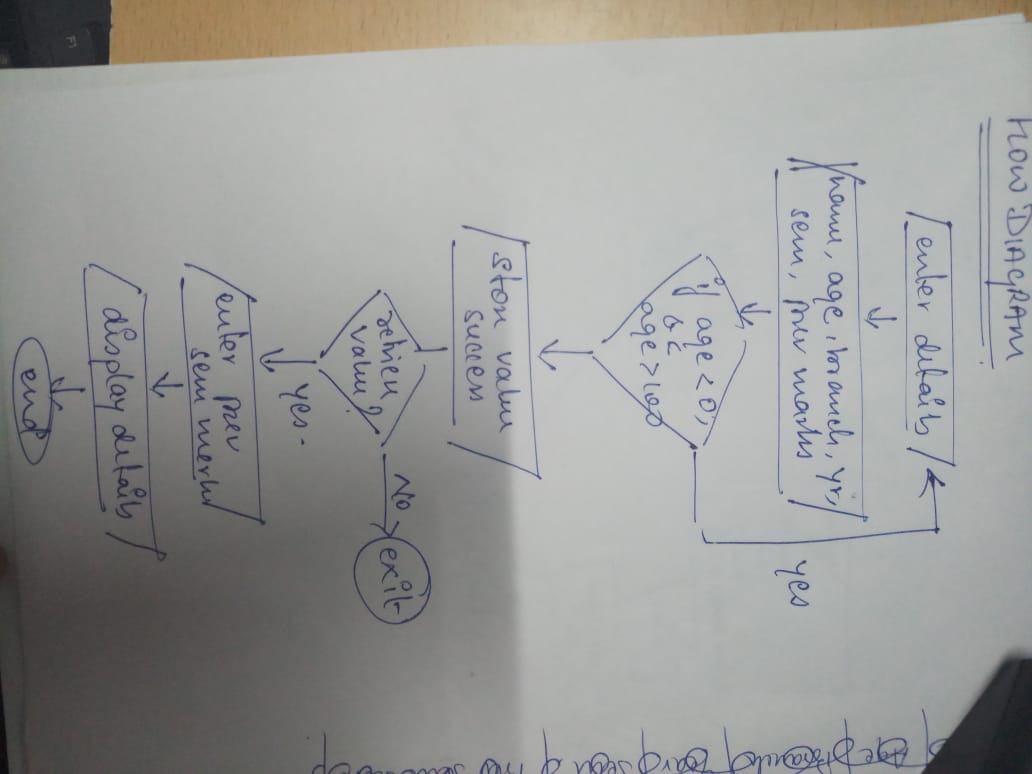 FLOW DIAGRAM
enter details
name, age, branch, yr,
sem, prev marks
if age < 0,
&
age > 100
yes
store value
success
retrieve
value?
No
exit
Yes.
enter prev
sem marks
display details
end
F1